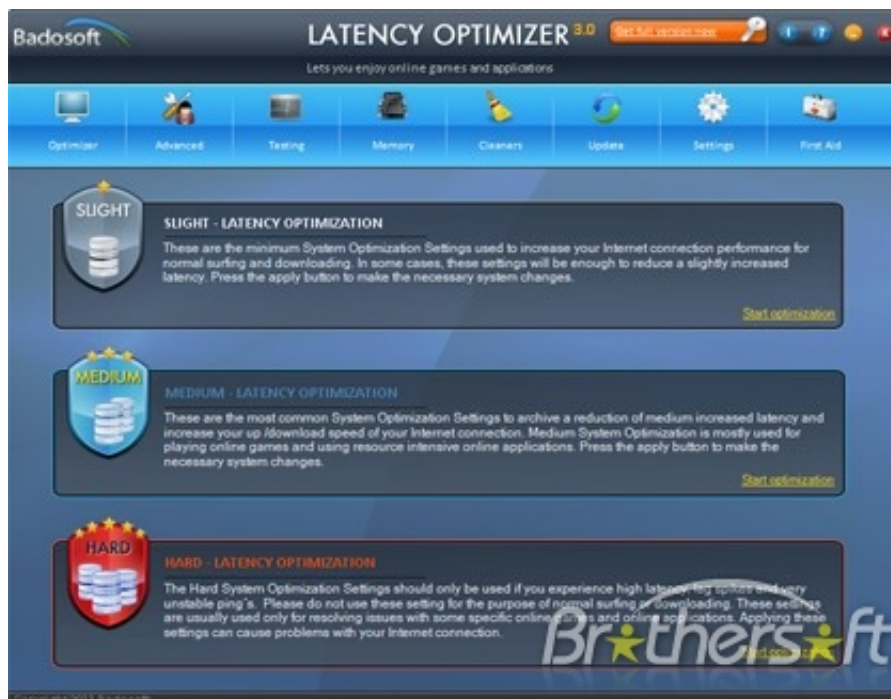 Badosoft
LATENCY OPTIMIZER 3.0
Get full version now
Lets you enjoy online games and applications
Optimizer Advanced Testing Memory Cleaners Update Settings First Aid
SLIGHT
SLIGHT - LATENCY OPTIMIZATION
These are the minimum System Optimization Settings used to increase your Internet connection performance for
normal surfing and downloading. In some cases, these settings will be enough to reduce a slightly increased
latency. Press the apply button to make the necessary system changes.
Start optimization
MEDIUM
MEDIUM - LATENCY OPTIMIZATION
These are the most common System Optimization Settings to archive a reduction of medium increased latency and
increase your up /download speed of your Internet connection. Medium System Optimization is mostly used for
playing online games and using resource intensive online applications. Press the apply button to make the
necessary system changes.
Start optimization
HARD
HARD - LATENCY OPTIMIZATION
The Hard System Optimization Settings should only be used if you experience high latency, lag spikes and very
unstable ping`s. Please do not use these setting for the purpose of normal surfing or downloading. These settings
are usually used only for resolving issues with some specific online games and online applications. Applying these
settings can cause problems with your Internet connection.
Start optimization
Brothersoft
Copyright 2011 Badosoft